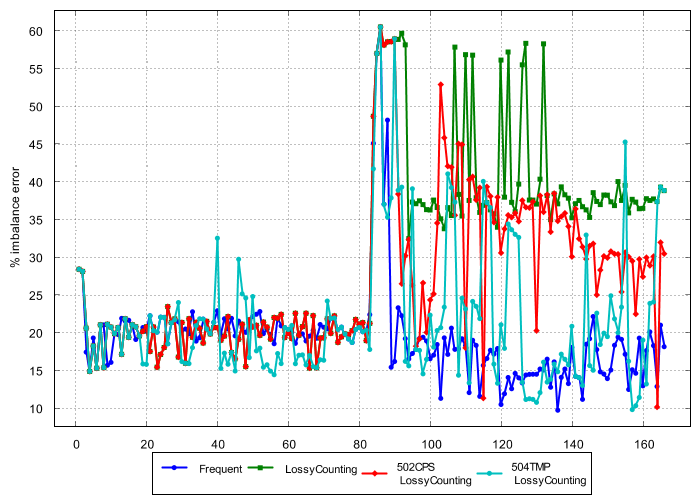 60
55
50
45
40
35
30
25
20
15
10
% imbalance error
0 20 40 60 80 100 120 140 160
Frequent LossyCounting 502CPS 504TMP
LossyCounting LossyCounting